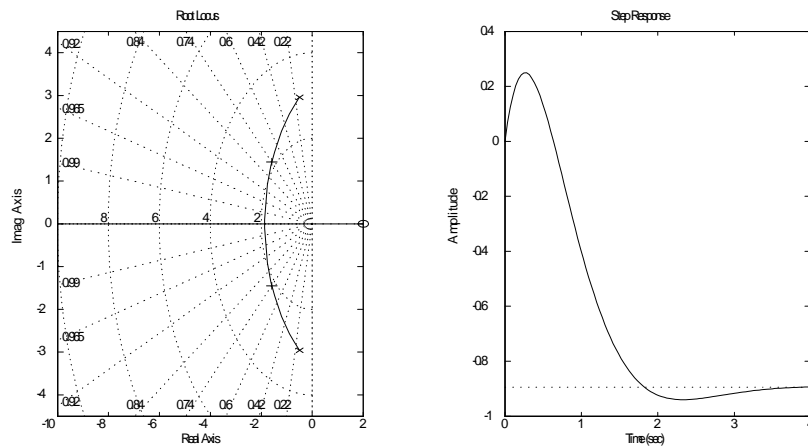 Root Locus
0.92 0.84 0.74 0.6 0.42 0.22
0.965
0.99
8 6 4 2
0.99
0.965
0.92 0.84 0.74 0.6 0.42 0.22
4
3
2
1
0
-1
-2
-3
-4
-10 -8 -6 -4 -2 0 2
Real Axis
Imag Axis
Step Response
0.4
0.2
0
-0.2
-0.4
-0.6
-0.8
-1
0 1 2 3 4
Time (sec)
Amplitude